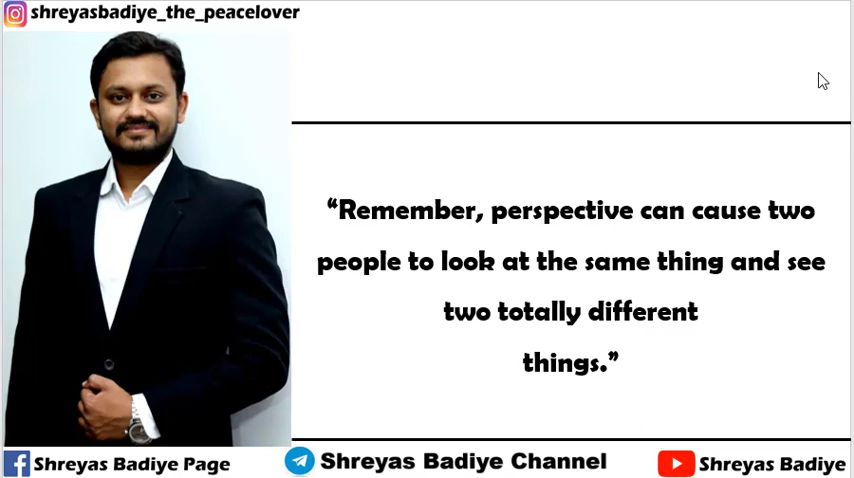 shreyasbadiye_the_peacelover
“Remember, perspective can cause two
people to look at the same thing and see
two totally different
things.”
Shreyas Badiye Page
Shreyas Badiye Channel
Shreyas Badiye